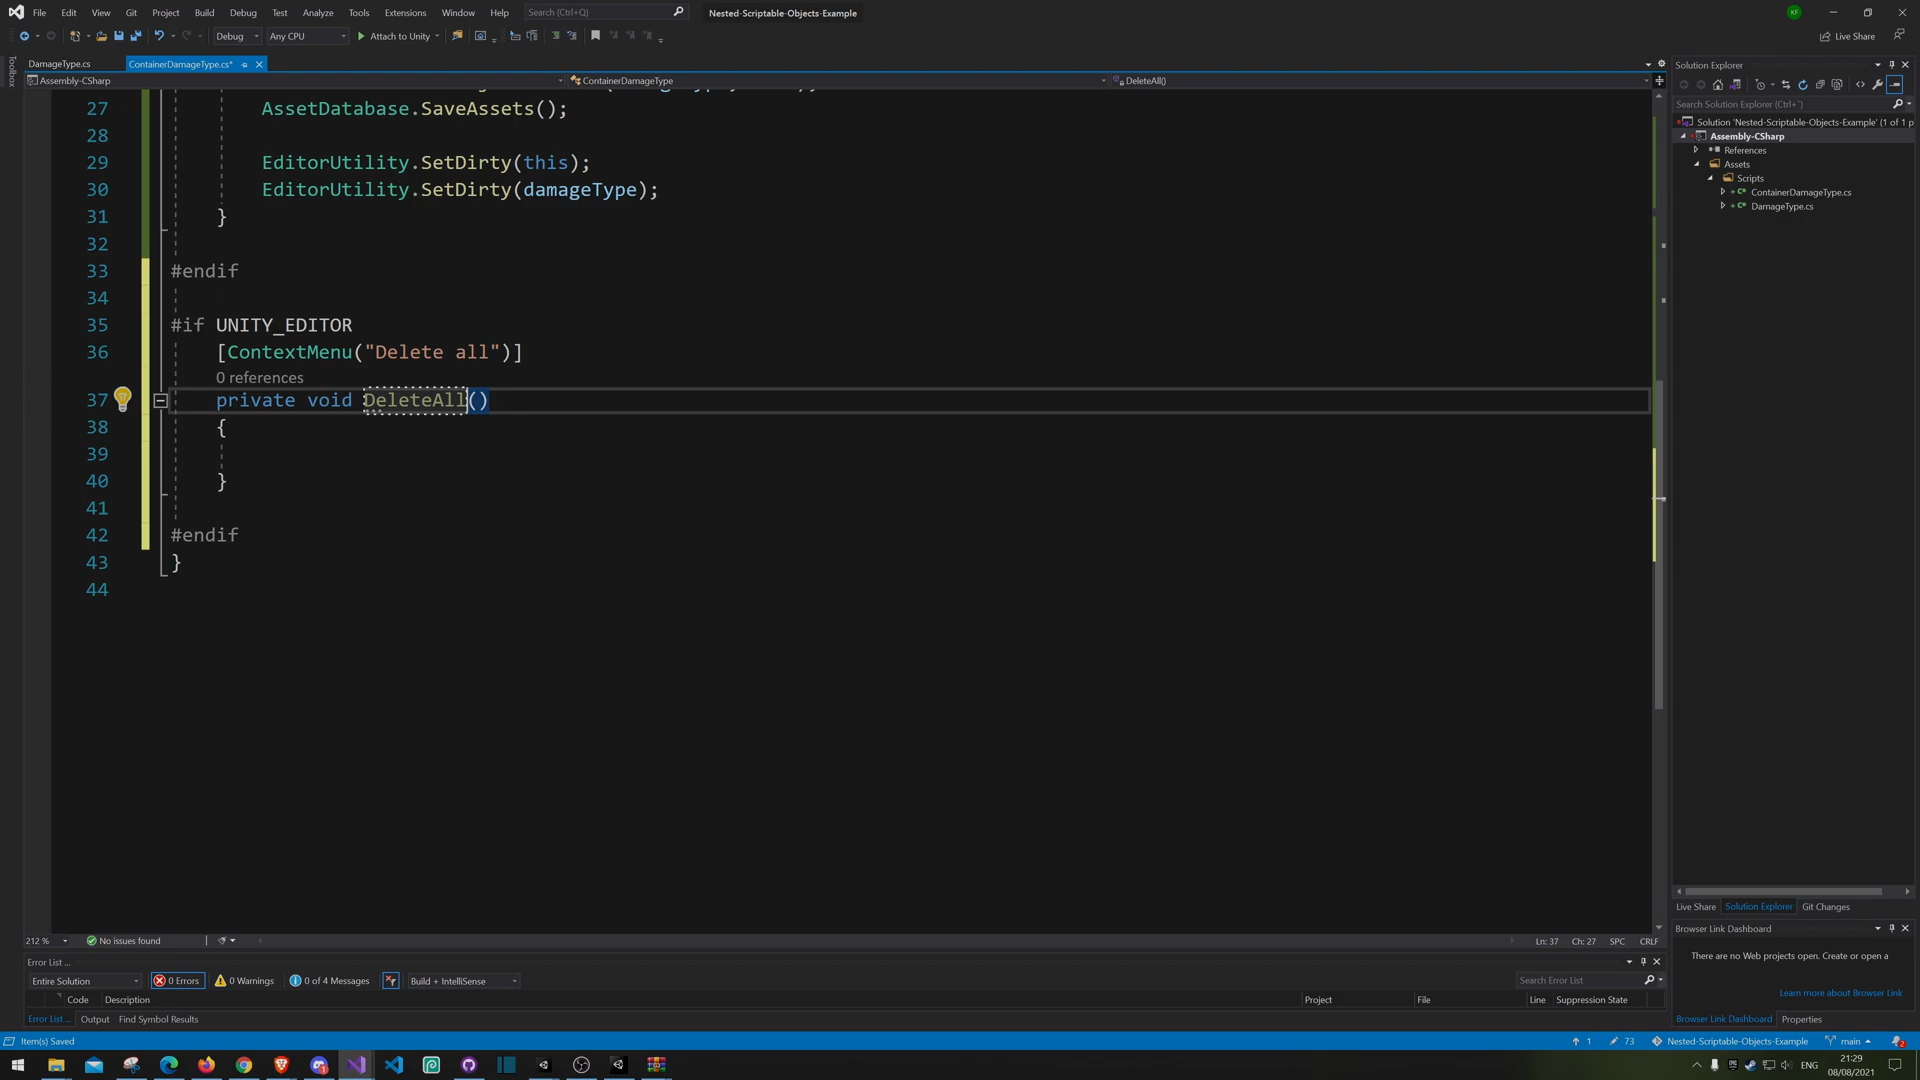 File Edit View Git Project Build Debug Test Analyze Tools Extensions Window Help Search (Ctrl+Q) Nested-Scriptable-Objects-Example KF
Debug Any CPU Attach to Unity Live Share
Toolbox
DamageType.cs ContainerDamageType.cs*
Assembly-CSharp ContainerDamageType DeleteAll()
27 AssetDatabase.SaveAssets();
28
29 EditorUtility.SetDirty(this);
30 EditorUtility.SetDirty(damageType);
31 }
32
33 #endif
34
35 #if UNITY_EDITOR
36 [ContextMenu("Delete all")]
0 references
37 private void DeleteAll()
38 {
39
40 }
41
42 #endif
43 }
44
Solution Explorer
Search Solution Explorer (Ctrl+¨)
Solution 'Nested-Scriptable-Objects-Example' (1 of 1 p
Assembly-CSharp
References
Assets
Scripts
ContainerDamageType.cs
DamageType.cs
Live Share Solution Explorer Git Changes
Browser Link Dashboard
There are no Web projects open. Create or open a
Learn more about Browser Link
Browser Link Dashboard Properties
212 % No issues found Ln: 37 Ch: 27 SPC CRLF
Error List ...
Entire Solution 0 Errors 0 Warnings 0 of 4 Messages Build + IntelliSense Search Error List
Code Description Project File Line Suppression State
Error List ... Output Find Symbol Results
Item(s) Saved 1 73 Nested-Scriptable-Objects-Example main 2
ENG 21:29
08/08/2021